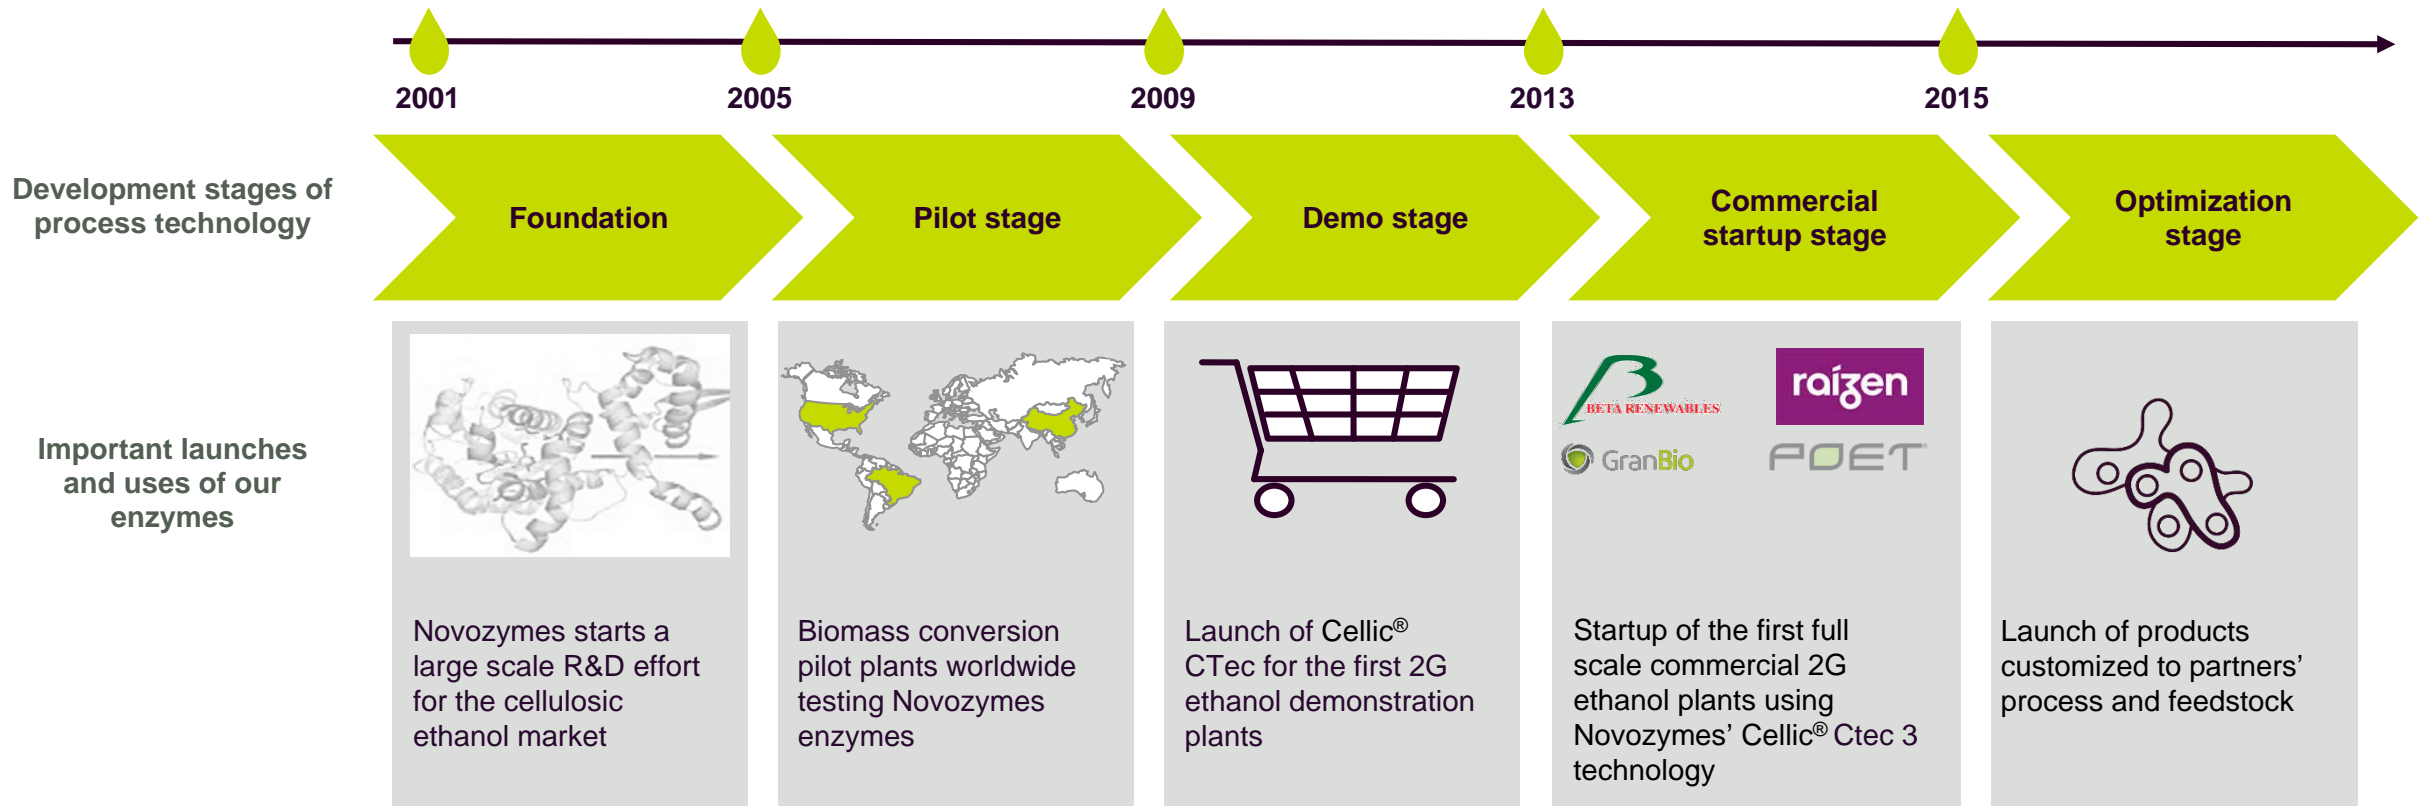 2001
2005
2009
2013
2015
Development stages of
process technology
Foundation
Pilot stage
Demo stage
Commercial
startup stage
Optimization
stage
Important launches
and uses of our
enzymes
BETA RENEWABLES
raízen
GranBio
POET
Novozymes starts a
large scale R&D effort
for the cellulosic
ethanol market
Biomass conversion
pilot plants worldwide
testing Novozymes
enzymes
Launch of Cellic®
CTec for the first 2G
ethanol demonstration
plants
Startup of the first full
scale commercial 2G
ethanol plants using
Novozymes’ Cellic® Ctec 3
technology
Launch of products
customized to partners’
process and feedstock